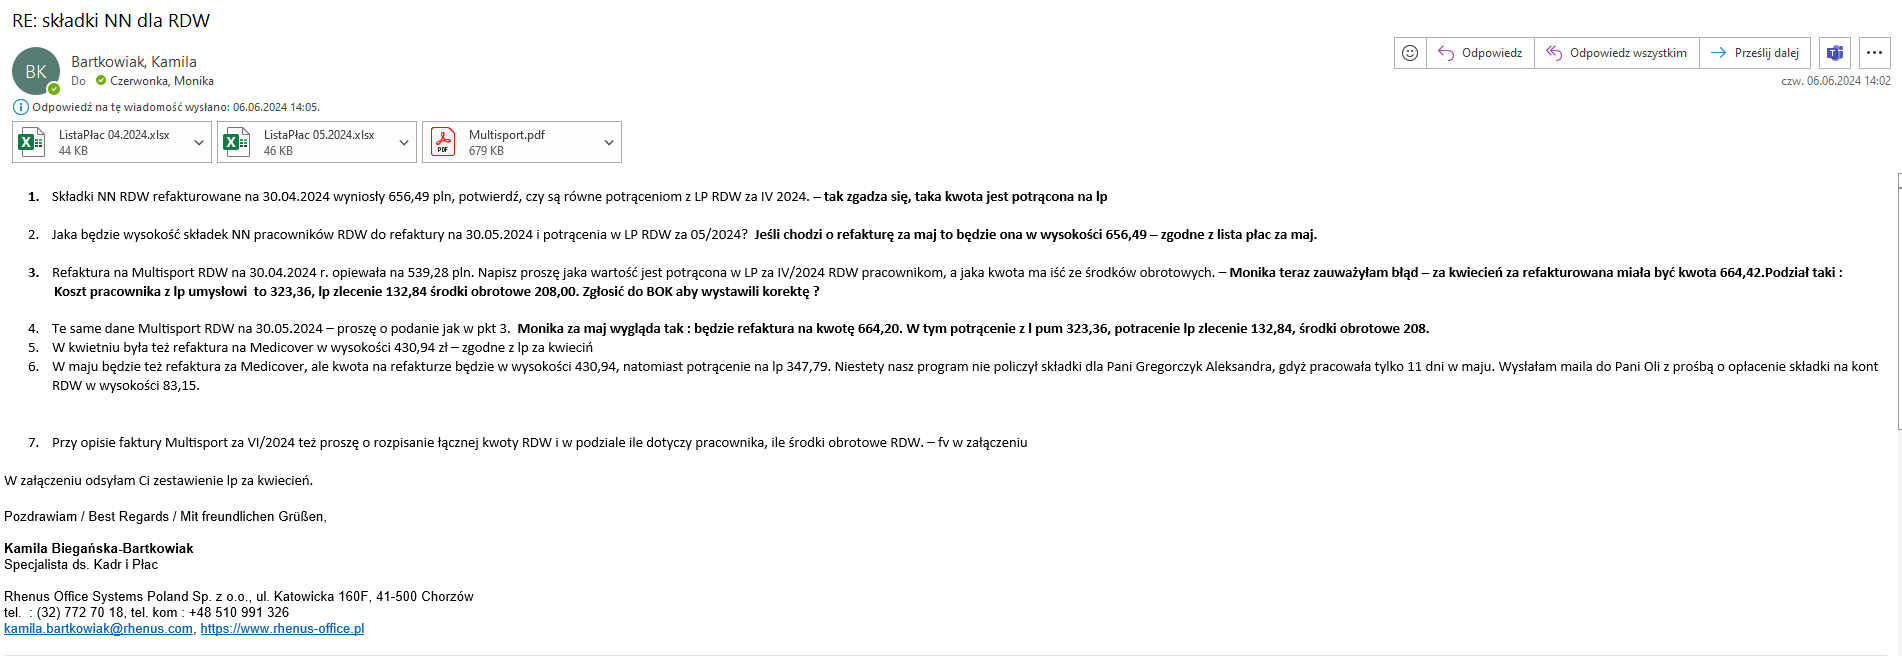 RE: składki NN dla RDW
BK
Bartkowiak, Kamila
Do Czerwonka, Monika
Odpowiedz
Odpowiedz wszystkim
Prześlij dalej
czw. 06.06.2024 14:02
Odpowiedź na tę wiadomość wysłano: 06.06.2024 14:05.
ListaPłac 04.2024.xlsx
44 KB
ListaPłac 05.2024.xlsx
46 KB
PDF
Multisport.pdf
679 KB
1. Składki NN RDW refakturowane na 30.04.2024 wyniosły 656,49 pln, potwierdź, czy są równe potrąceniom z LP RDW za IV 2024. – tak zgadza się, taka kwota jest potrącona na lp
2. Jaka będzie wysokość składek NN pracowników RDW do refaktury na 30.05.2024 i potrącenia w LP RDW za 05/2024? Jeśli chodzi o refakturę za maj to będzie ona w wysokości 656,49 – zgodne z lista płac za maj.
3. Refaktura na Multisport RDW na 30.04.2024 r. opiewała na 539,28 pln. Napisz proszę jaka wartość jest potrącona w LP za IV/2024 RDW pracownikom, a jaka kwota ma iść ze środków obrotowych. – Monika teraz zauważyłam błąd – za kwiecień za refakturowana miała być kwota 664,42.Podział taki :
Koszt pracownika z lp umysłowi to 323,36, lp zlecenie 132,84 środki obrotowe 208,00. Zgłosić do BOK aby wystawili korektę ?
4. Te same dane Multisport RDW na 30.05.2024 – proszę o podanie jak w pkt 3. Monika za maj wygląda tak : będzie refaktura na kwotę 664,20. W tym potrącenie z l pum 323,36, potracenie lp zlecenie 132,84, środki obrotowe 208.
5. W kwietniu była też refaktura na Medicover w wysokości 430,94 zł – zgodne z lp za kwiecień
6. W maju będzie też refaktura za Medicover, ale kwota na refakturze będzie w wysokości 430,94, natomiast potrącenie na lp 347,79. Niestety nasz program nie policzył składki dla Pani Gregorczyk Aleksandra, gdyż pracowała tylko 11 dni w maju. Wysłałam maila do Pani Oli z prośbą o opłacenie składki na kont
RDW w wysokości 83,15.
7. Przy opisie faktury Multisport za VI/2024 też proszę o rozpisanie łącznej kwoty RDW i w podziale ile dotyczy pracownika, ile środki obrotowe RDW. – fv w załączeniu
W załączeniu odsyłam Ci zestawienie lp za kwiecień.
Pozdrawiam / Best Regards / Mit freundlichen Grüßen,
Kamila Biegańska-Bartkowiak
Specjalista ds. Kadr i Płac
Rhenus Office Systems Poland Sp. z o.o., ul. Katowicka 160F, 41-500 Chorzów
tel. : (32) 772 70 18, tel. kom : +48 510 991 326
kamila.bartkowiak@rhenus.com, https://www.rhenus-office.pl